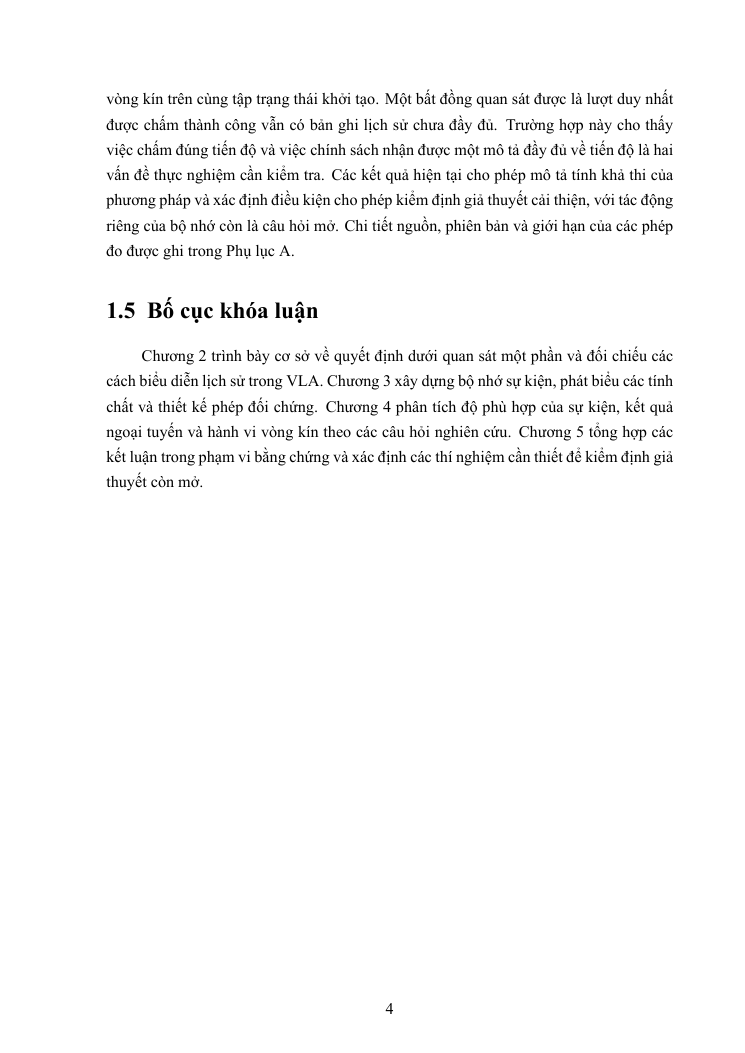 vòng kín trên cùng tập trạng thái khởi tạo. Một bất đồng quan sát được là lượt duy nhất
được chấm thành công vẫn có bản ghi lịch sử chưa đầy đủ. Trường hợp này cho thấy
việc chấm đúng tiến độ và việc chính sách nhận được một mô tả đầy đủ về tiến độ là hai
vấn đề thực nghiệm cần kiểm tra. Các kết quả hiện tại cho phép mô tả tính khả thi của
phương pháp và xác định điều kiện cho phép kiểm định giả thuyết cải thiện, với tác động
riêng của bộ nhớ còn là câu hỏi mở. Chi tiết nguồn, phiên bản và giới hạn của các phép
đo được ghi trong Phụ lục A.
1.5 Bố cục khóa luận
Chương 2 trình bày cơ sở về quyết định dưới quan sát một phần và đối chiếu các
cách biểu diễn lịch sử trong VLA. Chương 3 xây dựng bộ nhớ sự kiện, phát biểu các tính
chất và thiết kế phép đối chứng. Chương 4 phân tích độ phù hợp của sự kiện, kết quả
ngoại tuyến và hành vi vòng kín theo các câu hỏi nghiên cứu. Chương 5 tổng hợp các
kết luận trong phạm vi bằng chứng và xác định các thí nghiệm cần thiết để kiểm định giả
thuyết còn mở.
4